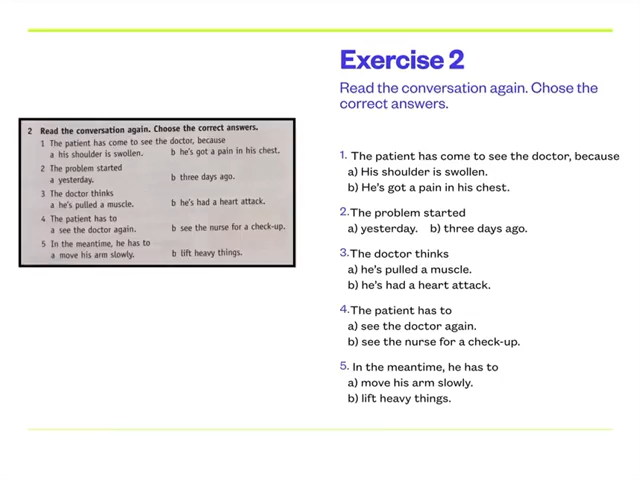 Exercise 2
Read the conversation again. Chose the
correct answers.
2 Read the conversation again. Choose the correct answers.
1 The patient has come to see the doctor, because
a his shoulder is swollen. b he's got a pain in his chest.
2 The problem started
a yesterday. b three days ago.
3 The doctor thinks
a he's pulled a muscle. b he's had a heart attack.
4 The patient has to
a see the doctor again. b see the nurse for a check-up.
5 In the meantime, he has to
a move his arm slowly. b lift heavy things.
1. The patient has come to see the doctor, because
a) His shoulder is swollen.
b) He's got a pain in his chest.
2.The problem started
a) yesterday. b) three days ago.
3.The doctor thinks
a) he's pulled a muscle.
b) he's had a heart attack.
4.The patient has to
a) see the doctor again.
b) see the nurse for a check-up.
5. In the meantime, he has to
a) move his arm slowly.
b) lift heavy things.